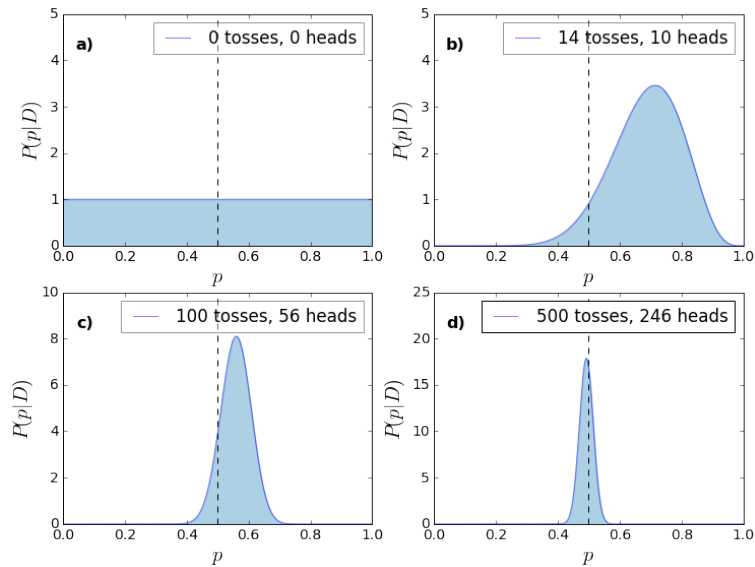 a)
0 tosses, 0 heads
P(p|D)
5
4
3
2
1
0
0.0 0.2 0.4 0.6 0.8 1.0
p
b)
14 tosses, 10 heads
P(p|D)
5
4
3
2
1
0
0.0 0.2 0.4 0.6 0.8 1.0
p
c)
100 tosses, 56 heads
P(p|D)
10
8
6
4
2
0
0.0 0.2 0.4 0.6 0.8 1.0
p
d)
500 tosses, 246 heads
P(p|D)
25
20
15
10
5
0
0.0 0.2 0.4 0.6 0.8 1.0
p